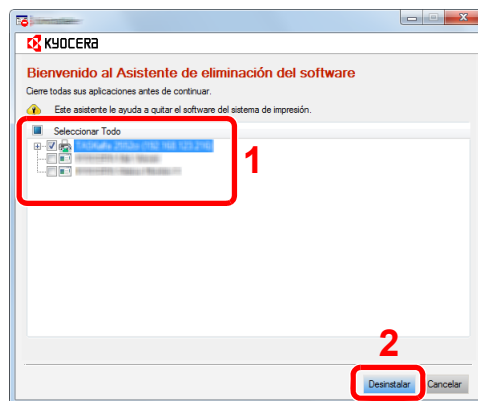 KYOCERA
Bienvenido al Asistente de eliminación del software
Cierre todas sus aplicaciones antes de continuar.
Este asistente le ayuda a quitar el software del sistema de impresión.
Seleccionar Todo
1
2
Desinstalar
Cancelar